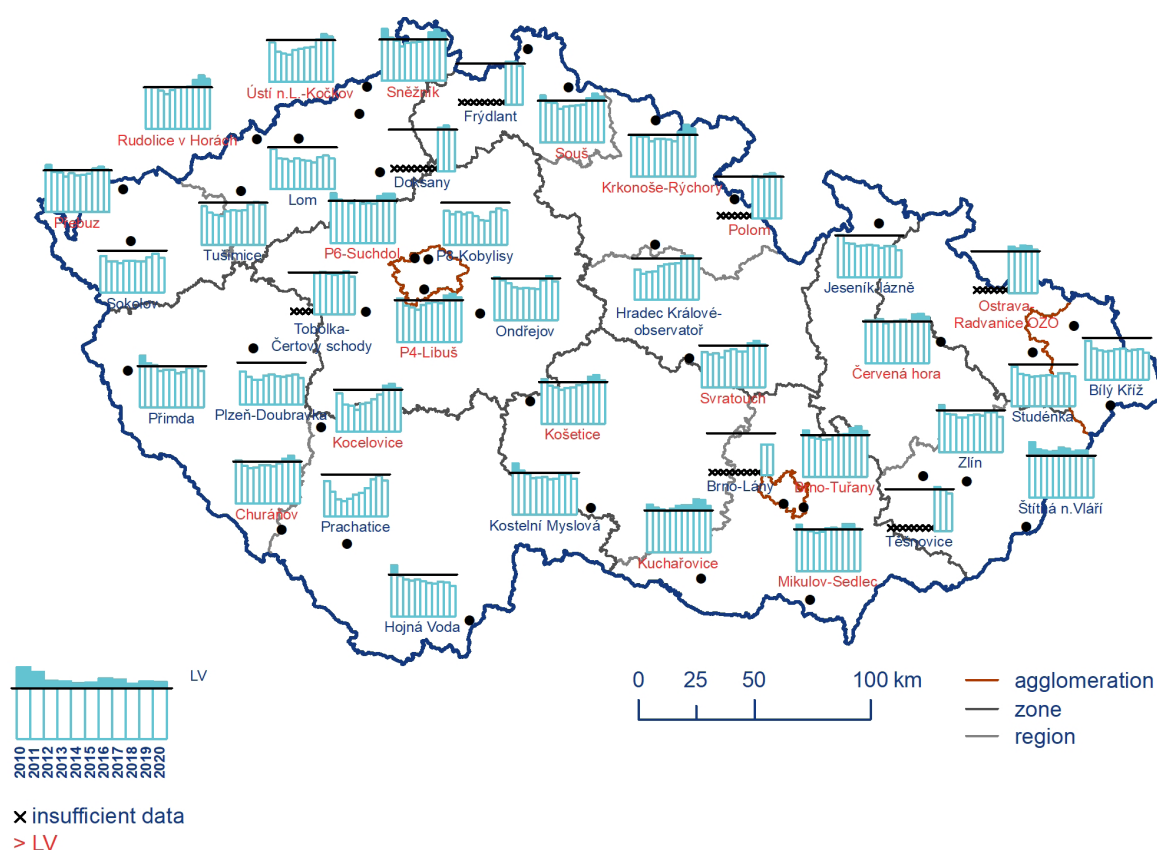 Ústí n.L.-Kočkov
Sněžník
Frýdlant
Rudolice v Horách
Souš
Doksany
Krkonoše-Rýchory
Lom
Přebuz
Polom
Tušimice
P6-Suchdol
P8-Kobylisy
Jeseník-lázně
Sokolov
Tobolka-
Čertovy schody
Ondřejov
Hradec Králové-
observatoř
Ostrava-
Radvanice OZO
P4-Libuš
Červená hora
Přimda
Plzeň-Doubravka
Svratouch
Bílý Kříž
Studénka
Kocelovice
Košetice
Zlín
Churáňov
Prachatice
Brno-Lány
Brno-Tuřany
Kostelní Myslová
Štítná n.Vláří
Těšnovice
Kuchařovice
Mikulov-Sedlec
Hojná Voda
LV
2010
2011
2012
2013
2014
2015
2016
2017
2018
2019
2020
0 25 50 100 km
agglomeration
zone
region
× insufficient data
> LV